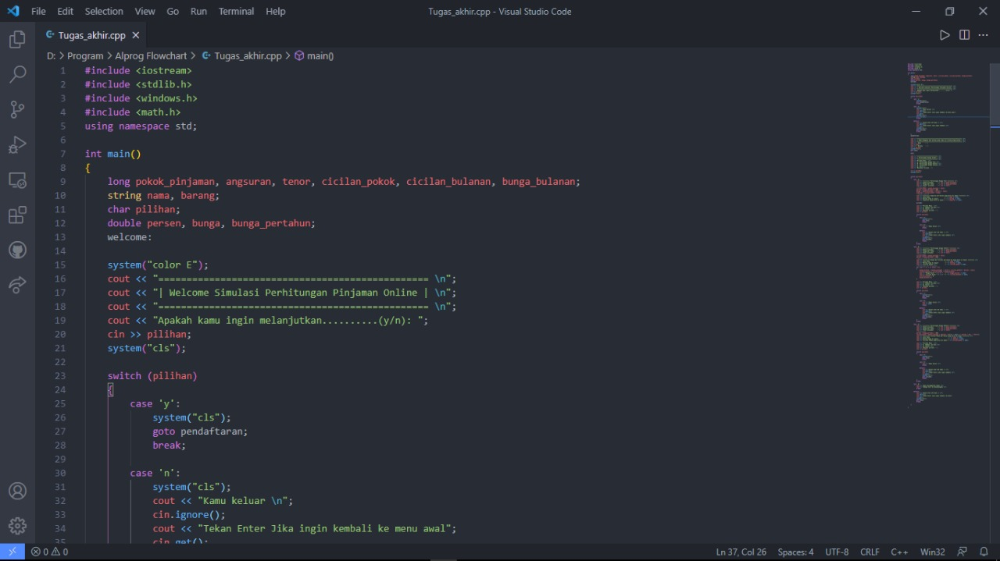 File Edit Selection View Go Run Terminal Help Tugas_akhir.cpp - Visual Studio Code
Tugas_akhir.cpp
D: > Program > Alprog Flowchart > Tugas_akhir.cpp > main()
1 #include <iostream>
2 #include <stdlib.h>
3 #include <windows.h>
4 #include <math.h>
5 using namespace std;
6
7 int main()
8 {
9 long pokok_pinjaman, angsuran, tenor, cicilan_pokok, cicilan_bulanan, bunga_bulanan;
10 string nama, barang;
11 char pilihan;
12 double persen, bunga, bunga_pertahun;
13 welcome:
14
15 system("color E");
16 cout << "================================================ \n";
17 cout << "| Welcome Simulasi Perhitungan Pinjaman Online | \n";
18 cout << "================================================ \n";
19 cout << "Apakah kamu ingin melanjutkan..........(y/n): ";
20 cin >> pilihan;
21 system("cls");
22
23 switch (pilihan)
24 {
25 case 'y':
26 system("cls");
27 goto pendaftaran;
28 break;
29
30 case 'n':
31 system("cls");
32 cout << "Kamu keluar \n";
33 cin.ignore();
34 cout << "Tekan Enter Jika ingin kembali ke menu awal";
35 cin.get();
0 0 Ln 37, Col 26 Spaces: 4 UTF-8 CRLF C++ Win32